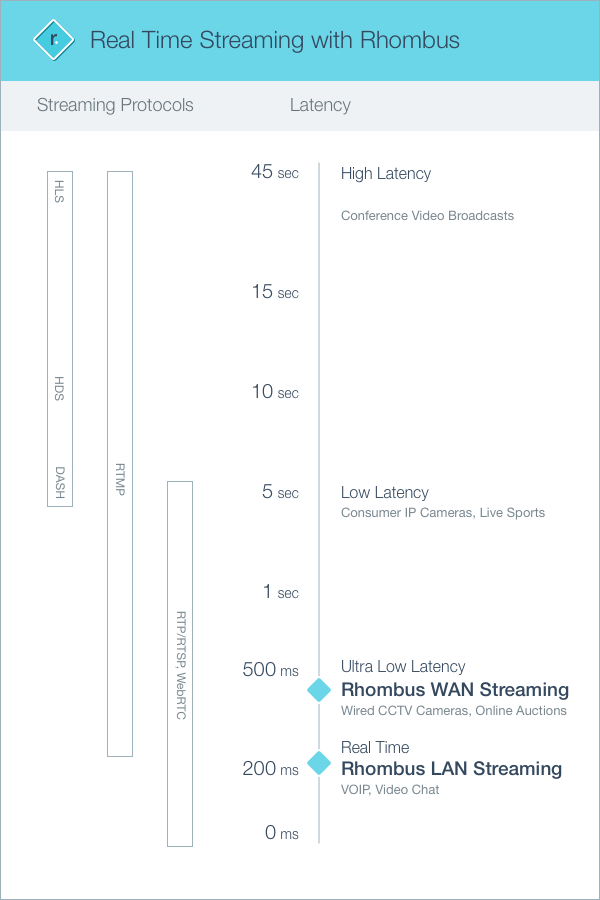 r.
Real Time Streaming with Rhombus
Streaming Protocols
Latency
HLS
HDS
DASH
RTMP
RTP/RTSP, WebRTC
45 sec
High Latency
Conference Video Broadcasts
15 sec
10 sec
5 sec
Low Latency
Consumer IP Cameras, Live Sports
1 sec
500 ms
Ultra Low Latency
Rhombus WAN Streaming
Wired CCTV Cameras, Online Auctions
Real Time
200 ms
Rhombus LAN Streaming
VOIP, Video Chat
0 ms